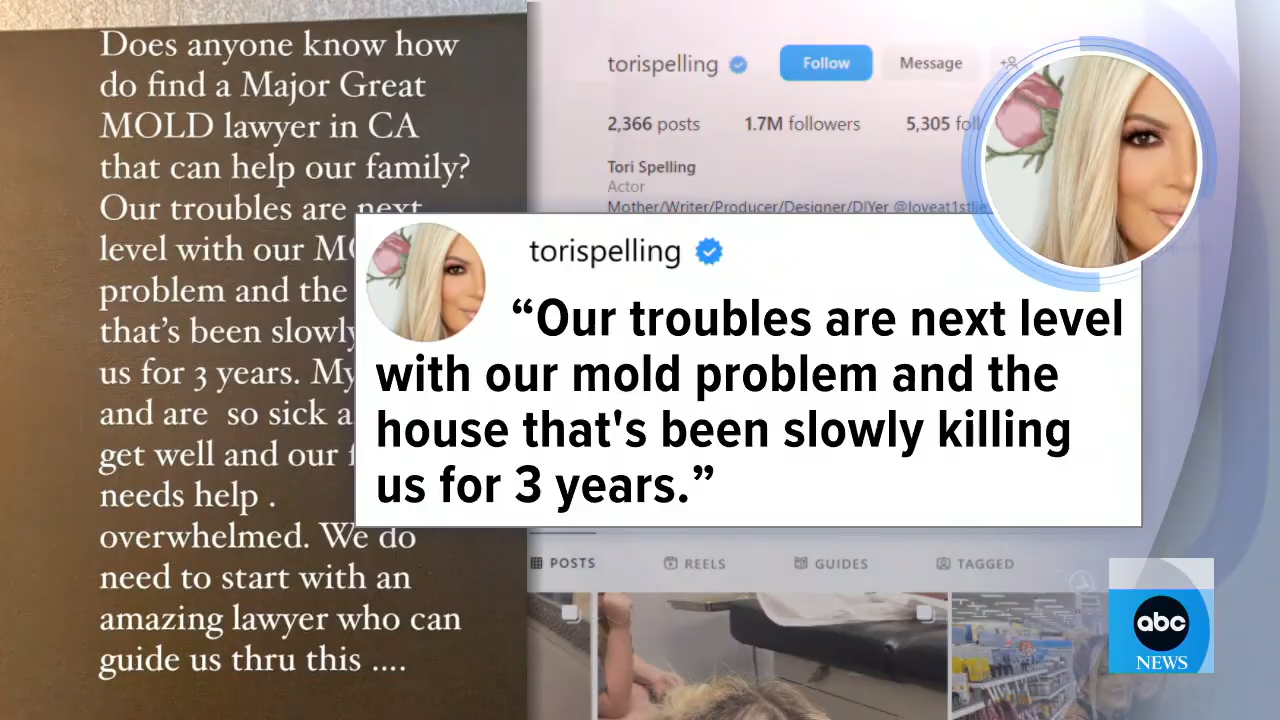 Does anyone know how
do find a Major Great
MOLD lawyer in CA
that can help our family?
Our troubles are next
level with our
problem and the
that's been slowly
us for 3 years. My
and are so sick
get well and our
needs help .
overwhelmed. We do
need to start with an
amazing lawyer who can
guide us thru this ....
torispelling
Follow
Message
2,366 posts 1.7M followers 5,305
Tori Spelling
Actor
Mother/Writer/Producer/Designer/DIYer
torispelling
“Our troubles are next level
with our mold problem and the
house that's been slowly killing
us for 3 years.”
POSTS REELS GUIDES TAGGED
abc
NEWS